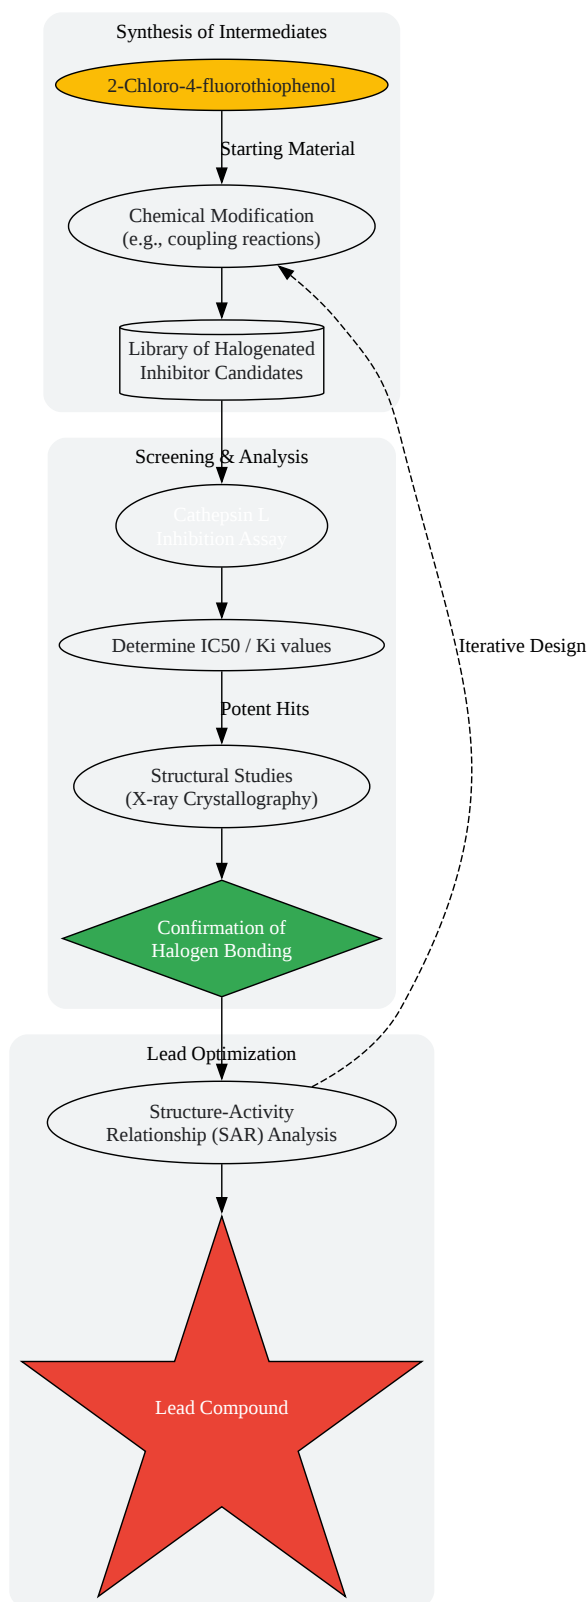 Synthesis of Intermediates
2-Chloro-4-fluorothiophenol
Starting Material
Chemical Modification
(e.g., coupling reactions)
Library of Halogenated
Inhibitor Candidates
Screening & Analysis
Cathepsin L
Inhibition Assay
Determine IC50 / Ki values
Iterative Design
Potent Hits
Structural Studies
(X-ray Crystallography)
Confirmation of
Halogen Bonding
Lead Optimization
Structure-Activity
Relationship (SAR) Analysis
Lead Compound